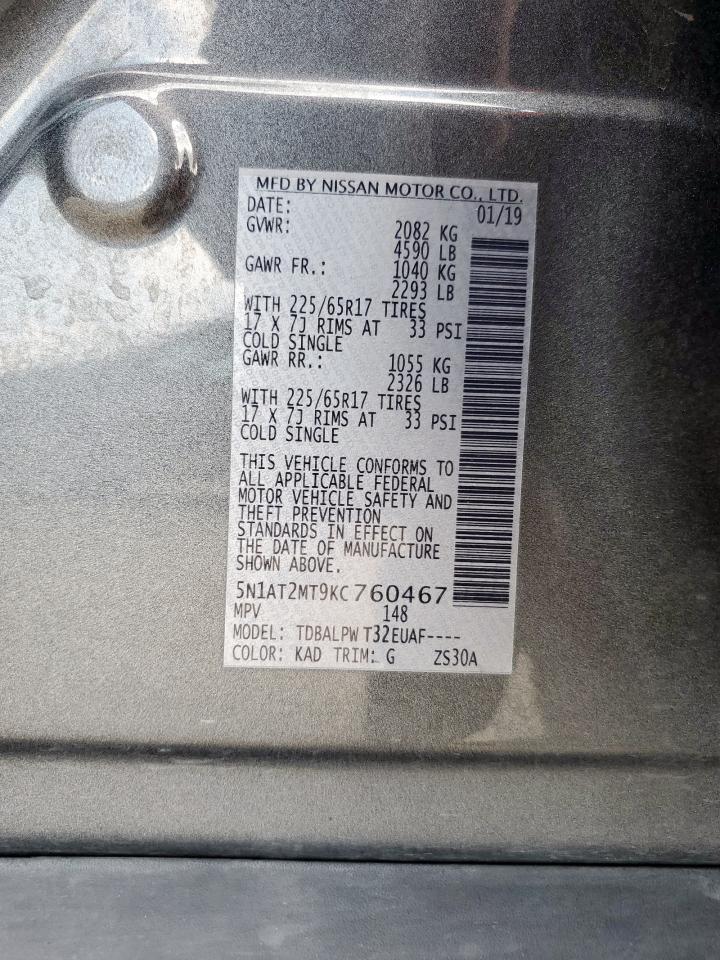 MFD BY NISSAN MOTOR CO., LTD.
DATE: 01/19
GVWR: 2082 KG
4590 LB
GAWR FR.: 1040 KG
2293 LB
WITH 225/65R17 TIRES
17 X 7J RIMS AT 33 PSI
COLD SINGLE
GAWR RR.: 1055 KG
2326 LB
WITH 225/65R17 TIRES
17 X 7J RIMS AT 33 PSI
COLD SINGLE
THIS VEHICLE CONFORMS TO
ALL APPLICABLE FEDERAL
MOTOR VEHICLE SAFETY AND
THEFT PREVENTION
STANDARDS IN EFFECT ON
THE DATE OF MANUFACTURE
SHOWN ABOVE.
5N1AT2MT9KC760467
MPV 148
MODEL: TDBALPW T32EUAF----
COLOR: KAD TRIM: G ZS30A